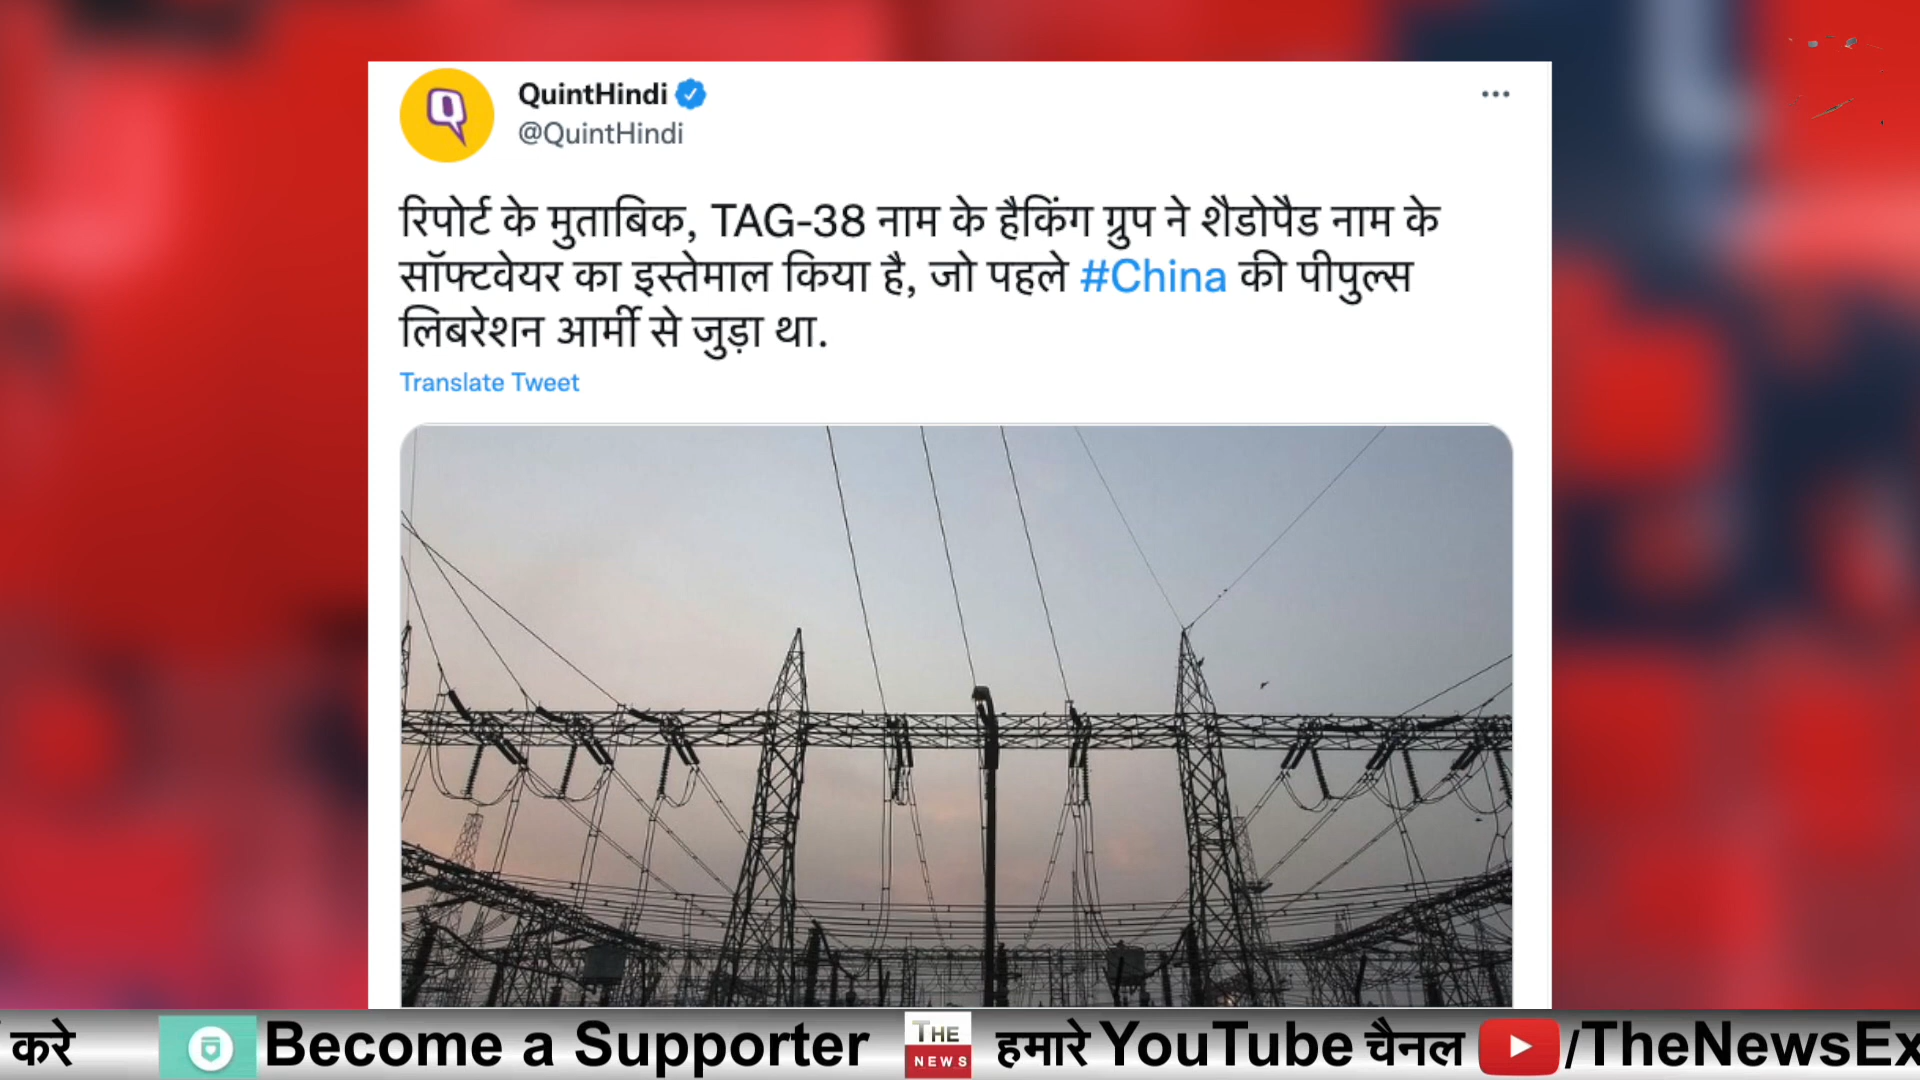 QuintHindi
@QuintHindi
रिपोर्ट के मुताबिक, TAG-38 नाम के हैकिंग ग्रुप ने शैडोपैड नाम के
सॉफ्टवेयर का इस्तेमाल किया है, जो पहले #China की पीपुल्स
लिबरेशन आर्मी से जुड़ा था.
Translate Tweet
करे Become a Supporter THE NEWS हमारे YouTube चैनल /TheNewsEx